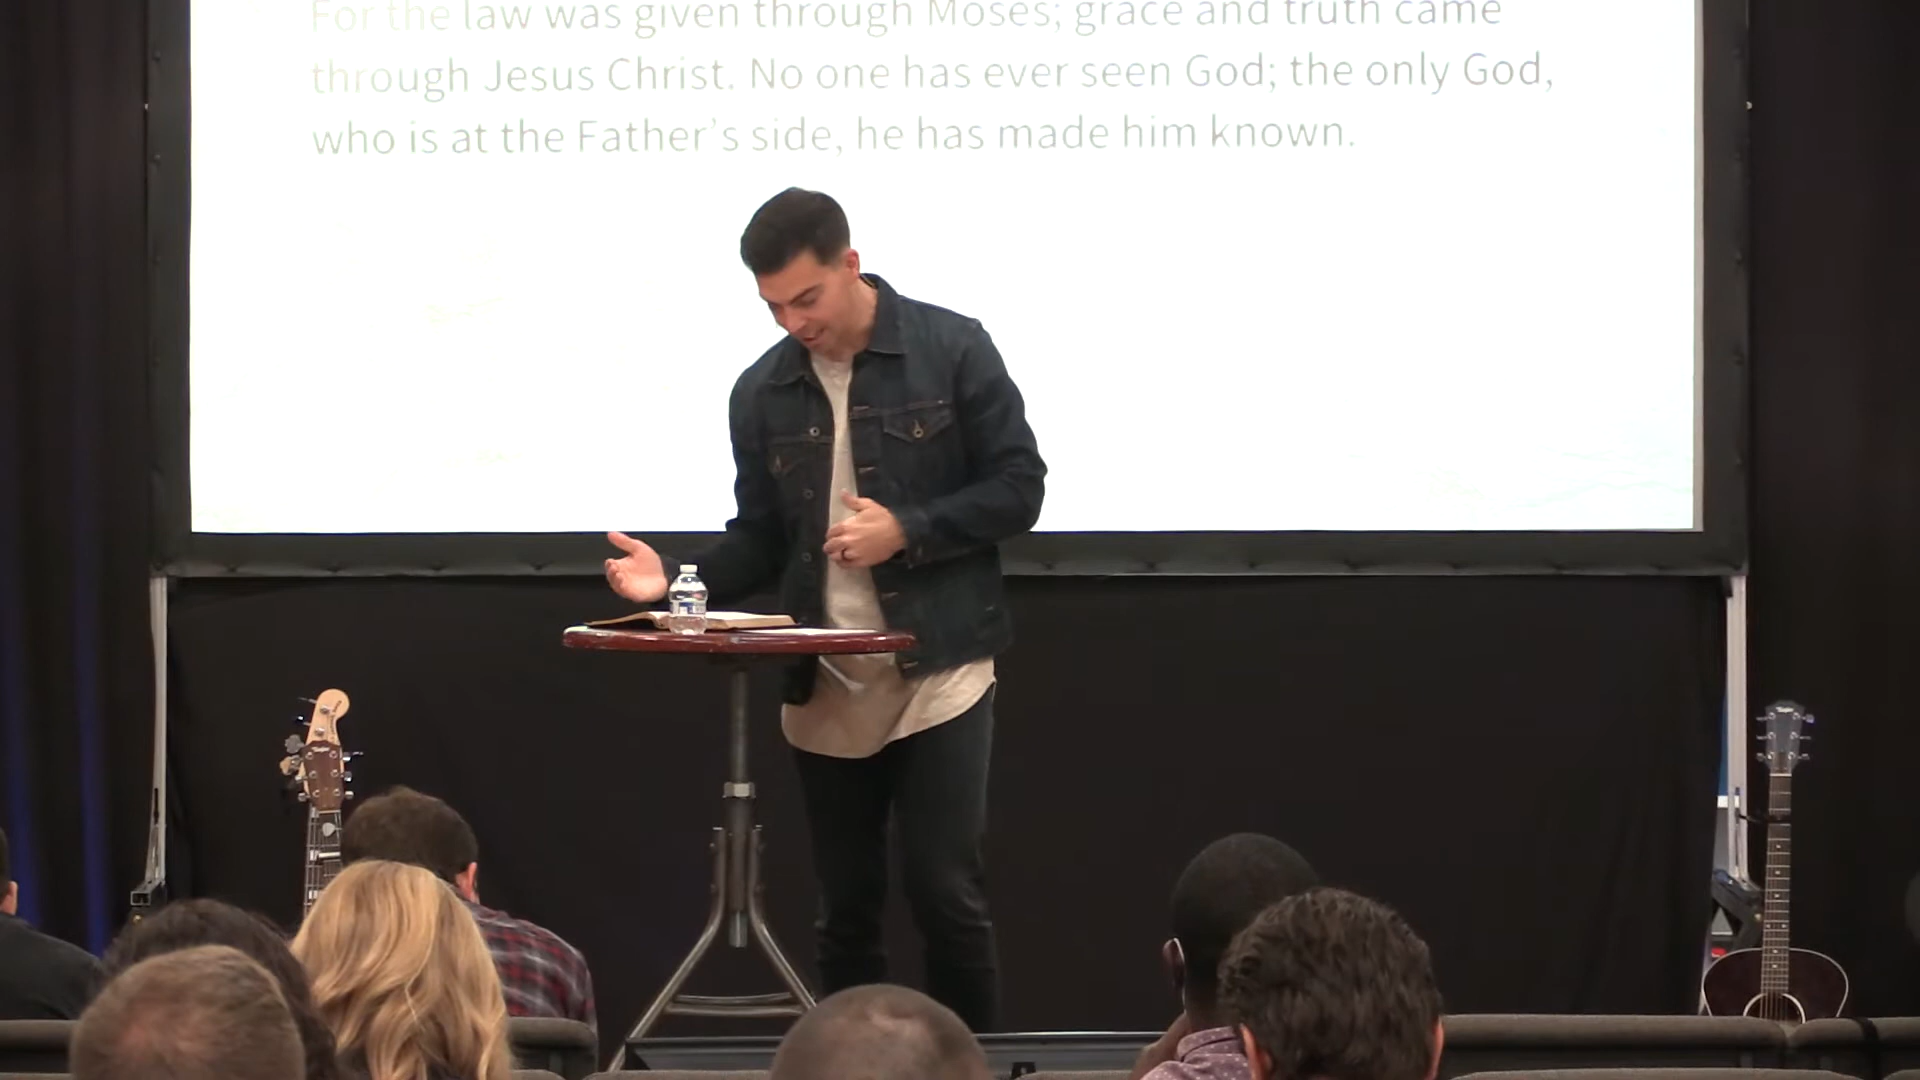 For the law was given through Moses; grace and truth came
through Jesus Christ. No one has ever seen God; the only God,
who is at the Father's side, he has made him known.